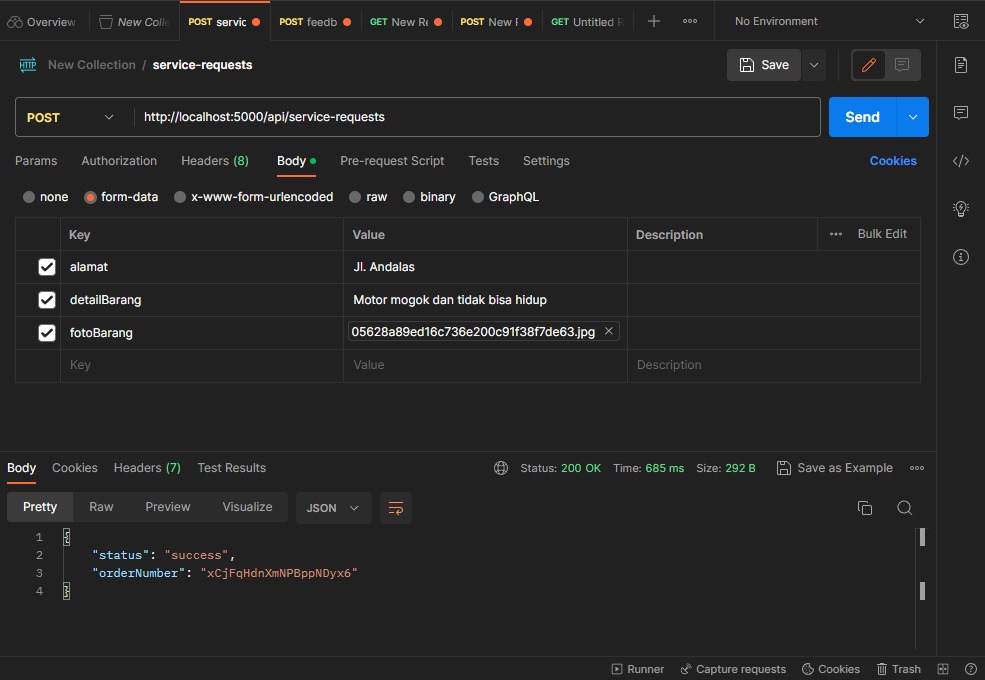 Overview New Colle POST servic POST feedb GET New Re POST New F GET Untitled R No Environment
HTTP New Collection / service-requests Save
POST http://localhost:5000/api/service-requests Send
Params Authorization Headers (8) Body Pre-request Script Tests Settings Cookies
none form-data x-www-form-urlencoded raw binary GraphQL
Key Value Description Bulk Edit
alamat Jl. Andalas
detailBarang Motor mogok dan tidak bisa hidup
fotoBarang 05628a89ed16c736e200c91f38f7de63.jpg
Key Value Description
Body Cookies Headers (7) Test Results Status: 200 OK Time: 685 ms Size: 292 B Save as Example
Pretty Raw Preview Visualize JSON
1 {
2 "status": "success",
3 "orderNumber": "xCjFqHdnXmNPBppNDyx6"
4 }
Runner Capture requests Cookies Trash